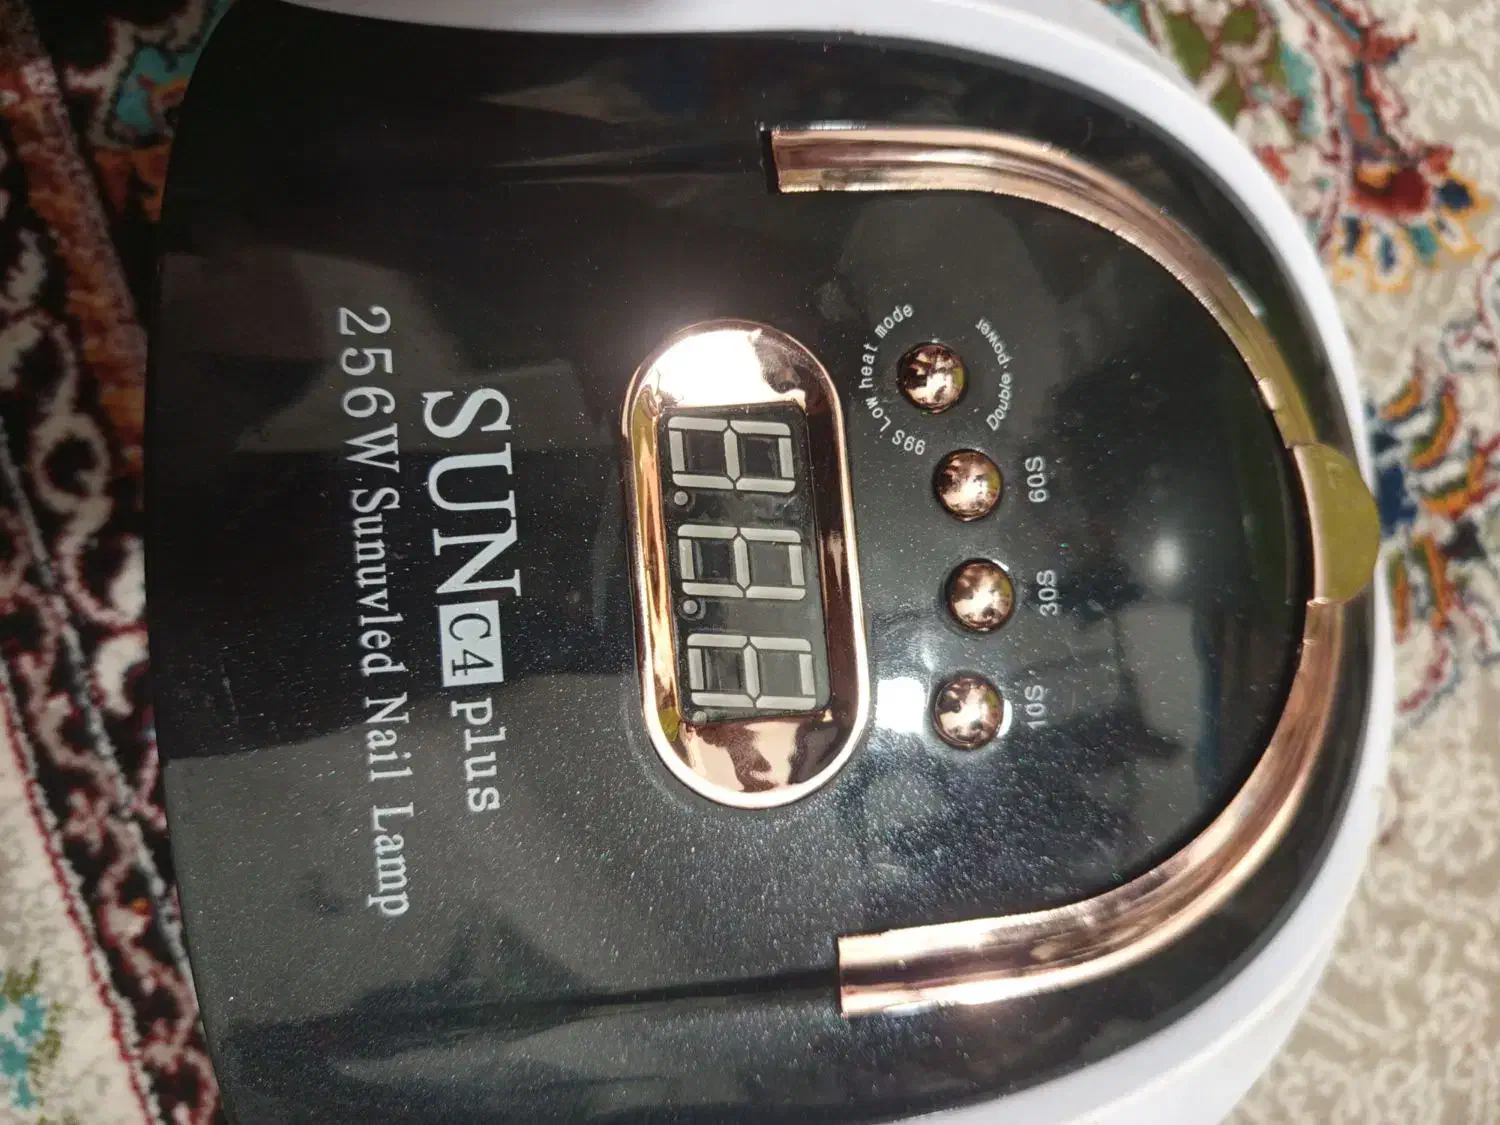 Double power
99S Low heat mode
60S
30S
10S
SUN C4 plus
256W Sunuvled Nail Lamp